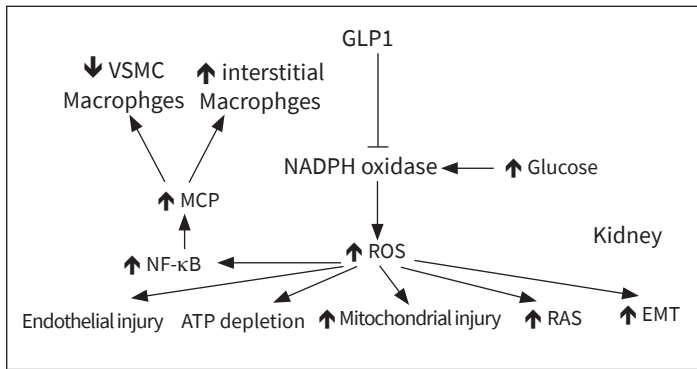 GLP1
↓ VSMC
Macrophges
↑ interstitial
Macrophges
NADPH oxidase
↑ Glucose
↑ MCP
Kidney
↑ ROS
↑ NF-κB
Endothelial injury
ATP depletion
↑ Mitochondrial injury
↑ RAS
↑ EMT